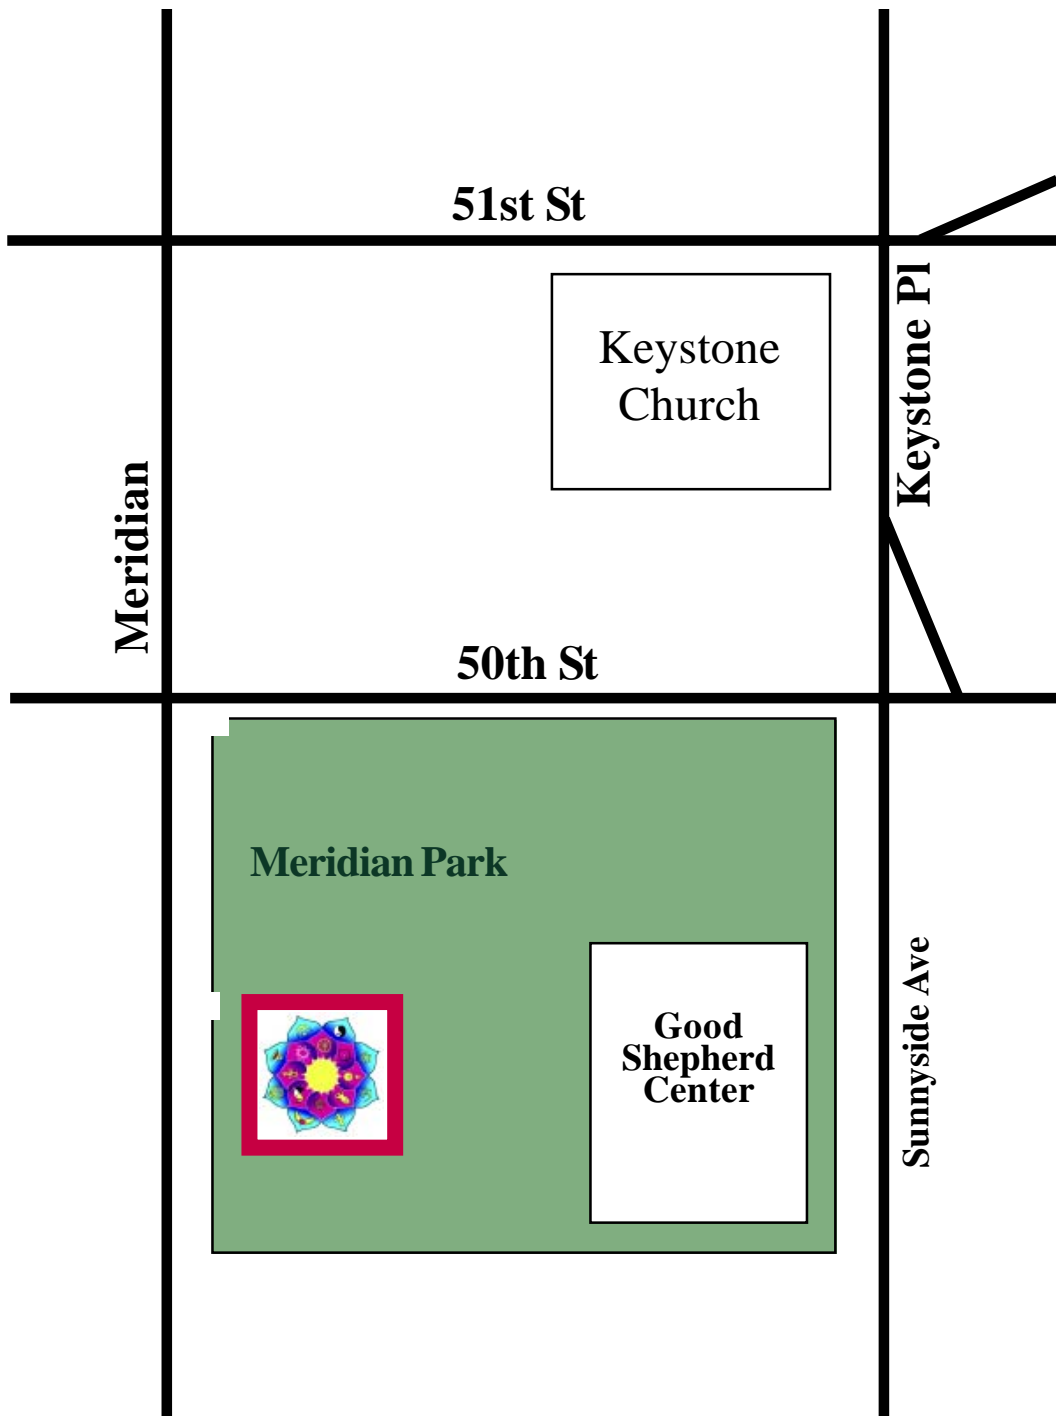 51st St
Keystone Pl
Keystone
Church
Meridian
50th St
Meridian Park
Good
Shepherd
Center
Sunnyside Ave